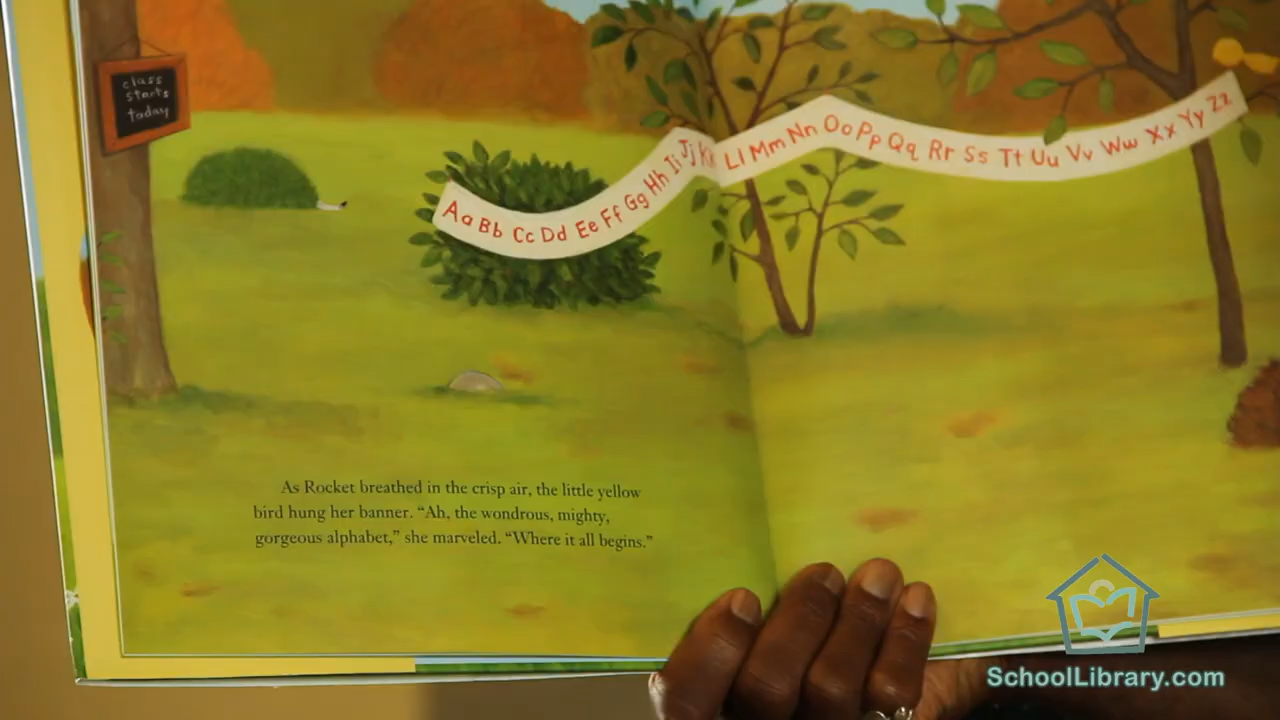 class
starts
today
Aa Bb Cc Dd Ee Ff Gg Hh Ii Jj Kk Ll Mm Nn Oo Pp Qq Rr Ss Tt Uu Vv Ww Xx Yy Zz
As Rocket breathed in the crisp air, the little yellow
bird hung her banner. “Ah, the wondrous, mighty,
gorgeous alphabet,” she marveled. “Where it all begins.”
SchoolLibrary.com